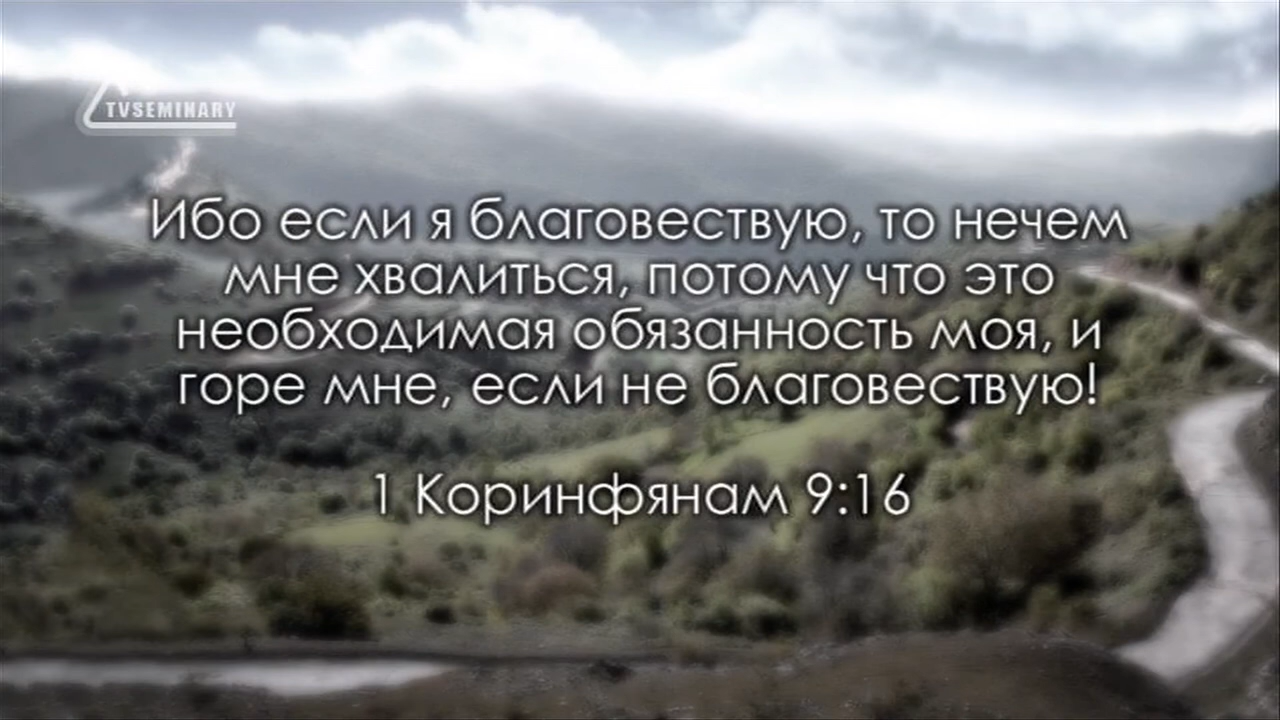 TVSEMINARY
Ибо если я благовествую, то нечем
мне хвалиться, потому что это
необходимая обязанность моя, и
горе мне, если не благовествую!
1 Коринфянам 9:16